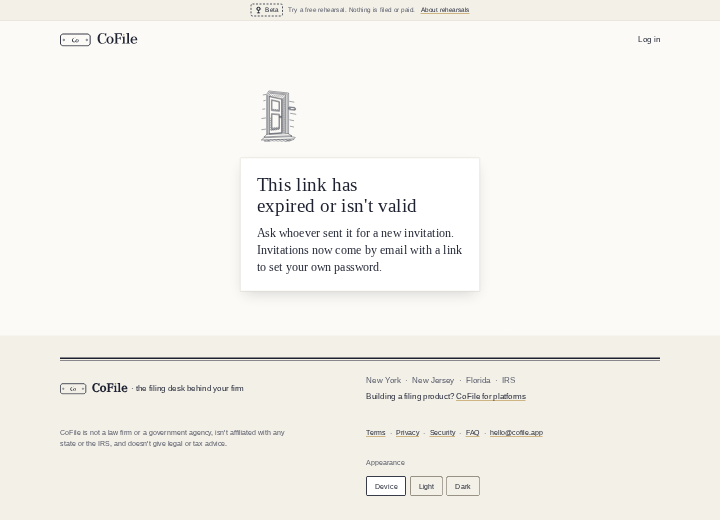 Beta Try a free rehearsal. Nothing is filed or paid. About rehearsals
Co CoFile
Log in
This link has
expired or isn't valid
Ask whoever sent it for a new invitation.
Invitations now come by email with a link
to set your own password.
Co CoFile · the filing desk behind your firm
New York · New Jersey · Florida · IRS
Building a filing product? CoFile for platforms
CoFile is not a law firm or a government agency, isn't affiliated with any
state or the IRS, and doesn't give legal or tax advice.
Terms · Privacy · Security · FAQ · hello@cofile.app
Appearance
Device Light Dark